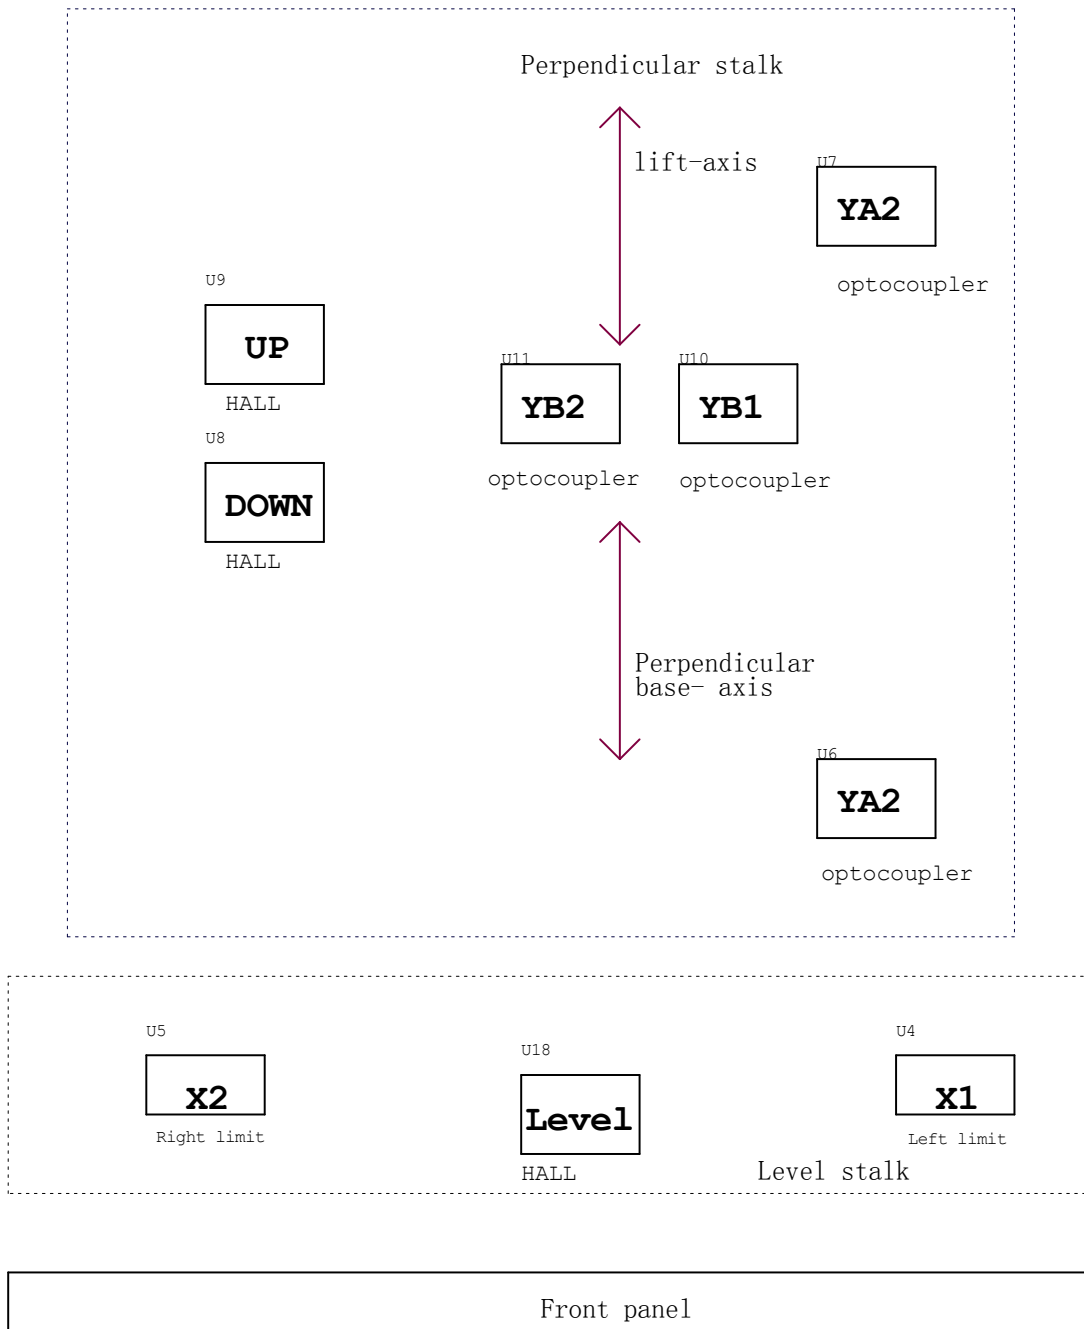 Perpendicular stalk
lift-axis
U7
YA2
optocoupler
U9
UP
HALL
U11
YB2
optocoupler
U10
YB1
optocoupler
U8
DOWN
HALL
Perpendicular
base- axis
U6
YA2
optocoupler
U5
X2
Right limit
U18
Level
HALL
U4
X1
Left limit
Level stalk
Front panel